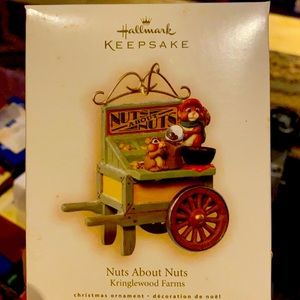 Hallmark
KEEPSAKE
NUTS
ABOUT
NUTS
Nuts About Nuts
Kringlewood Farms
christmas ornament • décoration de noël